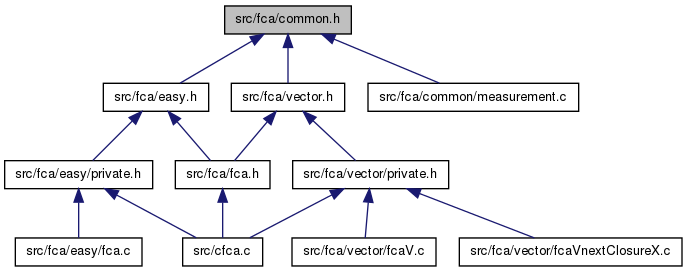 src/fca/common.h
src/fca/easy.h
src/fca/vector.h
src/fca/common/measurement.c
src/fca/easy/private.h
src/fca/fca.h
src/fca/vector/private.h
src/fca/easy/fca.c
src/cfca.c
src/fca/vector/fcaV.c
src/fca/vector/fcaVnextClosureX.c